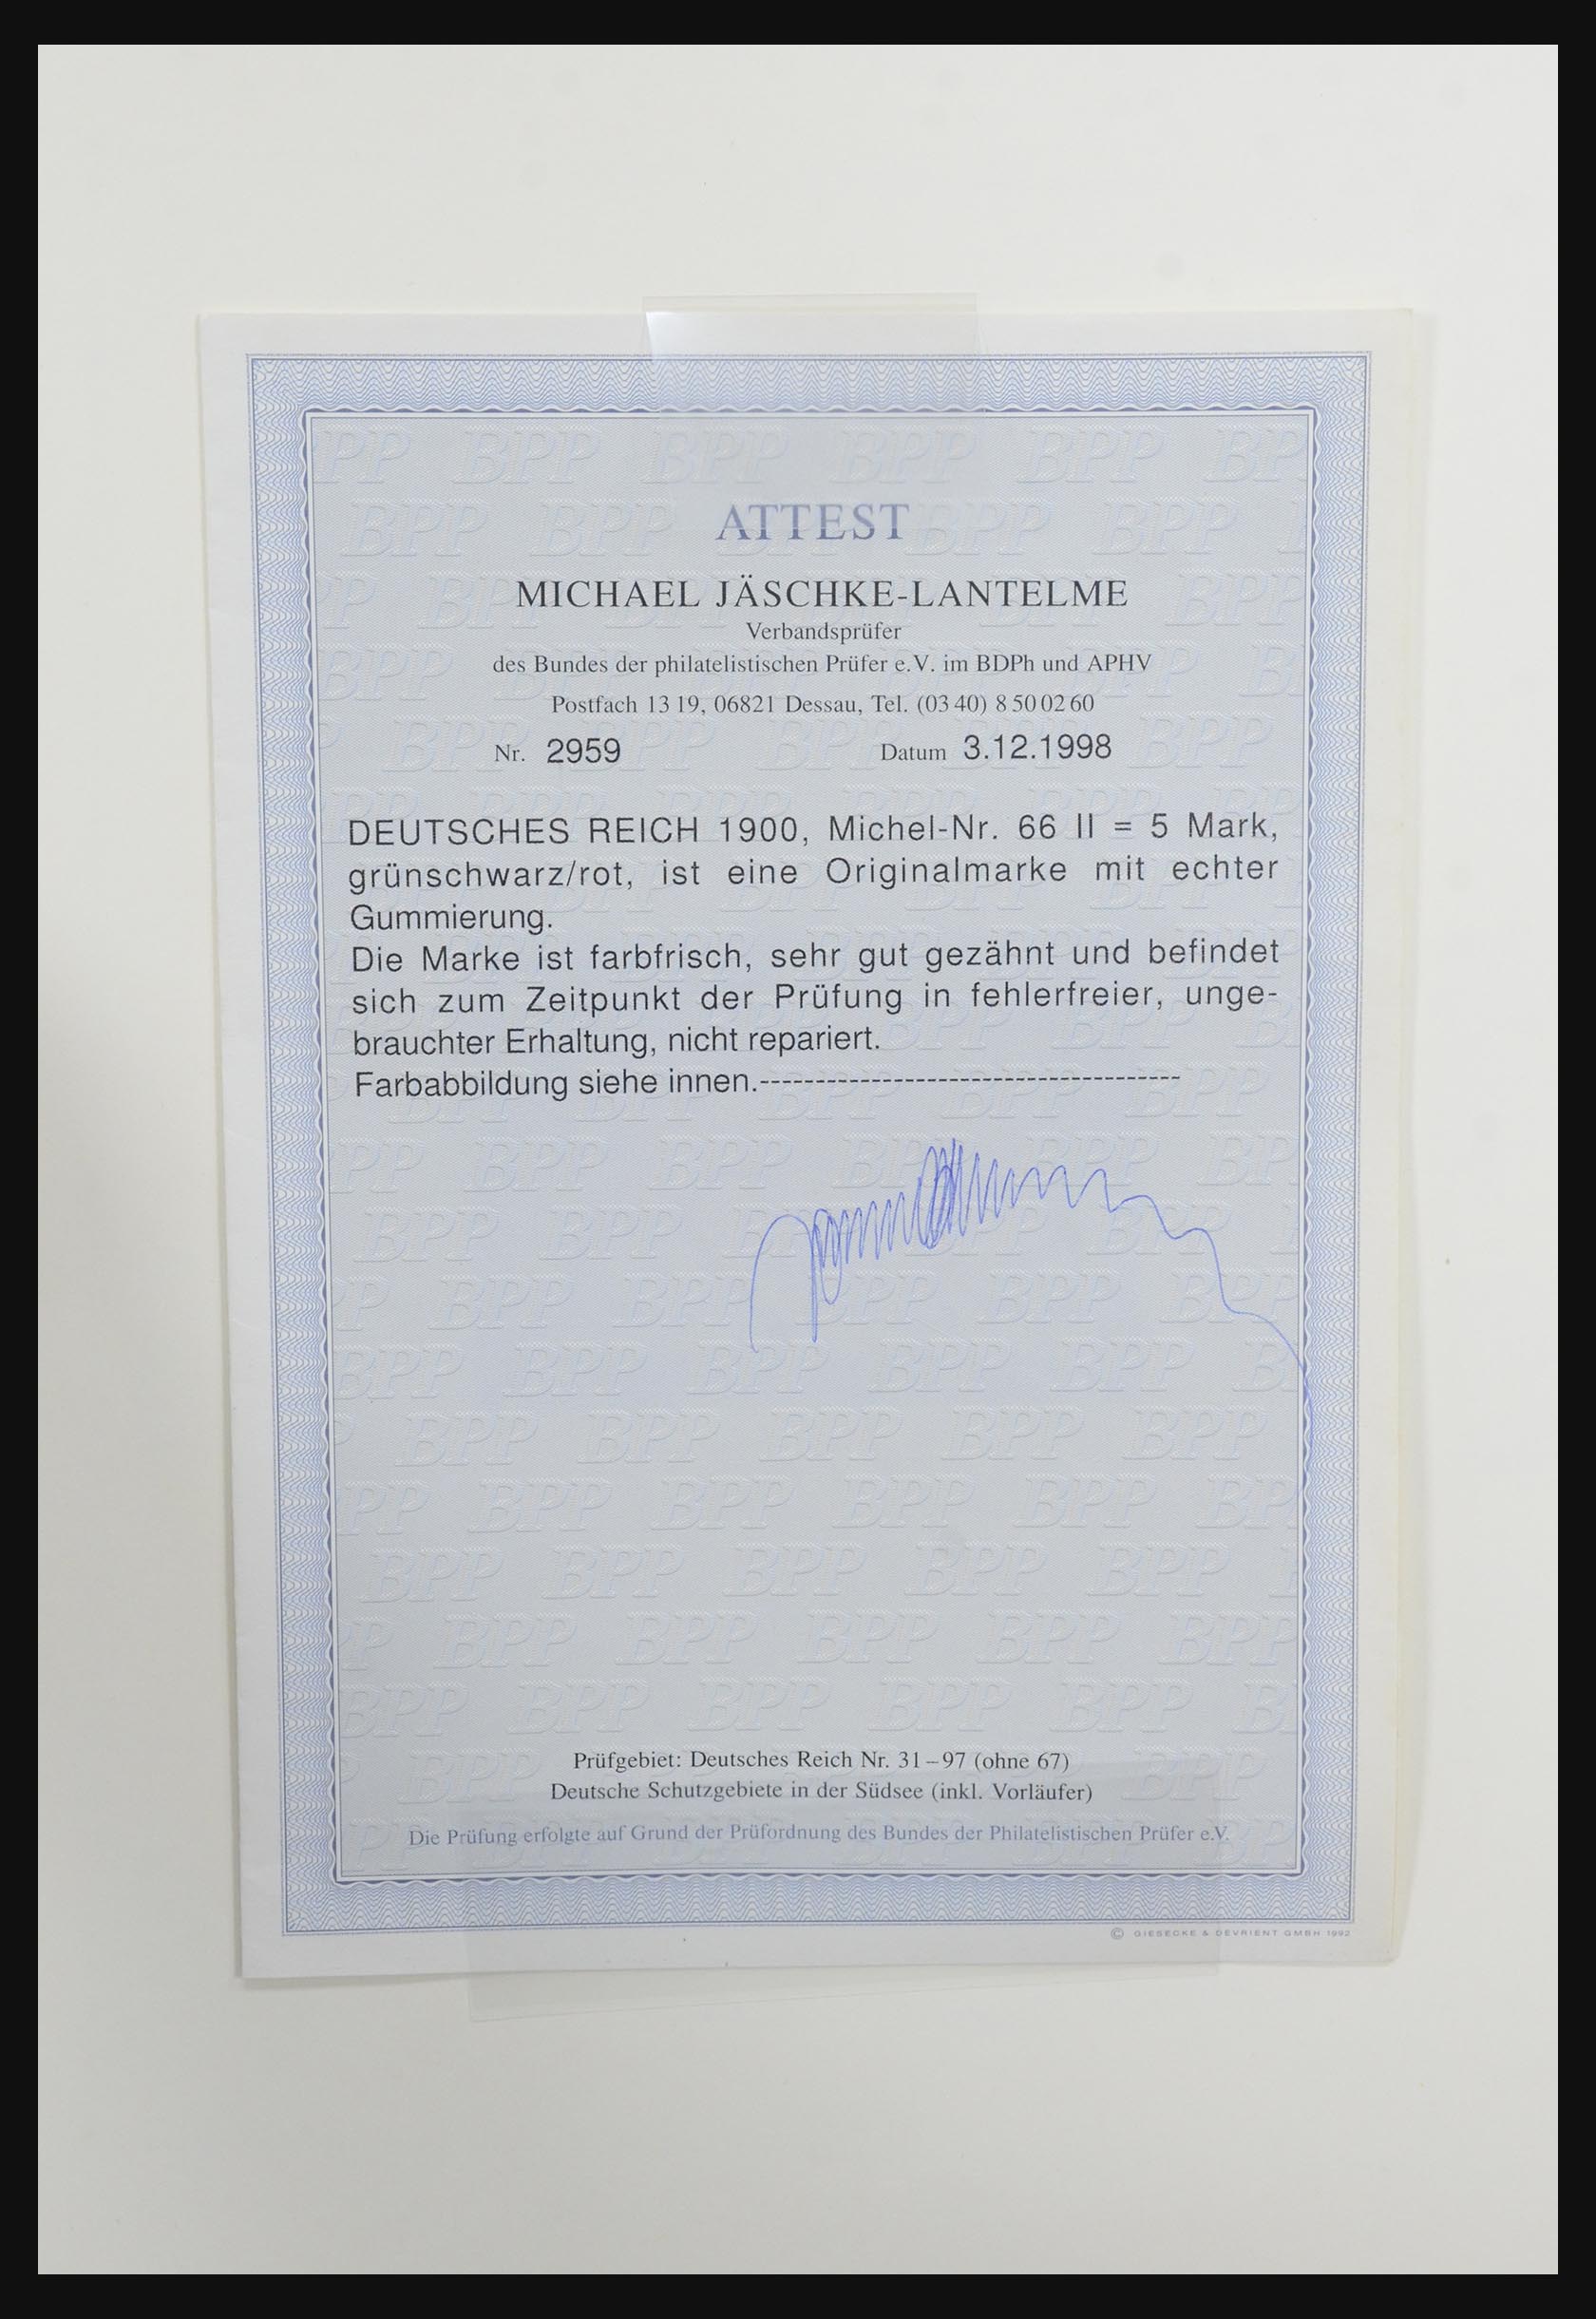 ATTEST
MICHAEL JÄSCHKE-LANTELME
Verbandsprüfer
des Bundes der philatelistischen Prüfer e.V. im BDPh und APHV
Postfach 13 19, 06821 Dessau, Tel. (03 40) 8 50 02 60
Nr. 2959 Datum 3.12.1998
DEUTSCHES REICH 1900, Michel-Nr. 66 II = 5 Mark,
grünschwarz/rot, ist eine Originalmarke mit echter
Gummierung.
Die Marke ist farbfrisch, sehr gut gezähnt und befindet
sich zum Zeitpunkt der Prüfung in fehlerfreier, unge-
brauchter Erhaltung, nicht repariert.
Farbabbildung siehe innen.--------------------------------------
Prüfgebiet: Deutsches Reich Nr. 31 – 97 (ohne 67)
Deutsche Schutzgebiete in der Südsee (inkl. Vorläufer)
Die Prüfung erfolgte auf Grund der Prüfordnung des Bundes der Philatelistischen Prüfer e.V.
© GIESECKE & DEVRIENT GMBH 1992